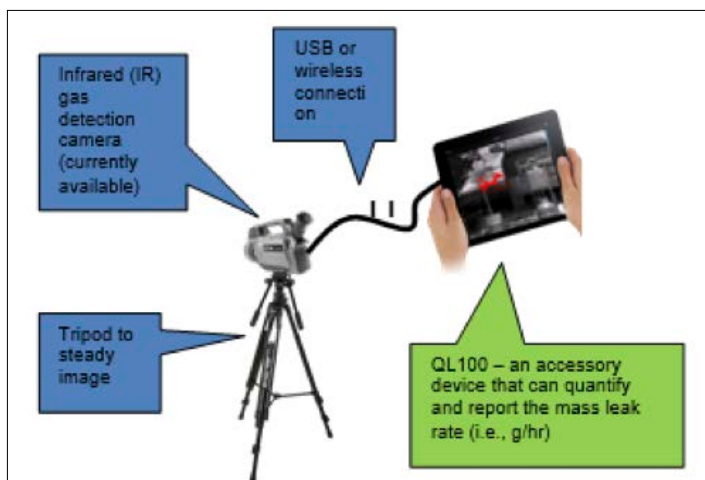 Infrared (IR)
gas
detection
camera
(currently
available)
USB or
wireless
connecti
on
Tripod to
steady
image
QL100 – an accessory
device that can quantify
and report the mass leak
rate (i.e., g/hr)